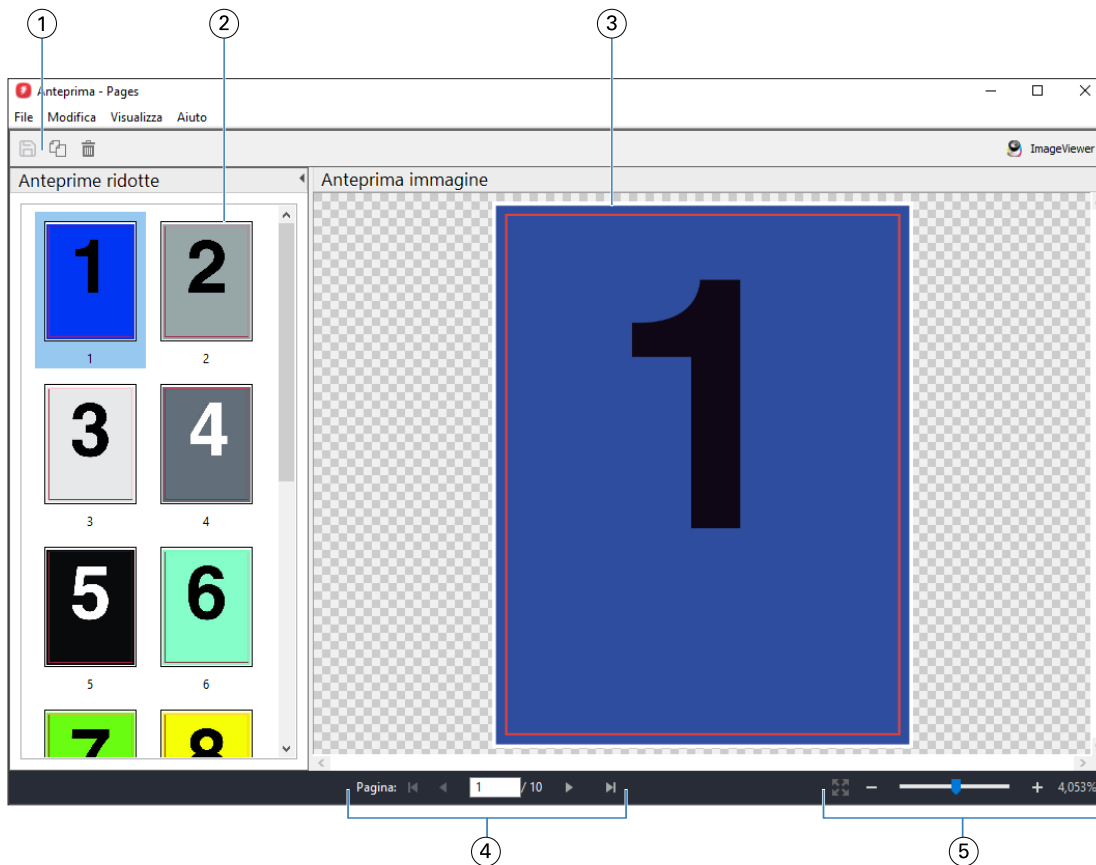 1 2 3
Anteprima - Pages
File Modifica Visualizza Aiuto
ImageViewer
Anteprime ridotte
Anteprima immagine
1 2
1 2
3 4
3 4
5 6
5 6
7 8
1
Pagina: 1 / 10
4,053%
4 5